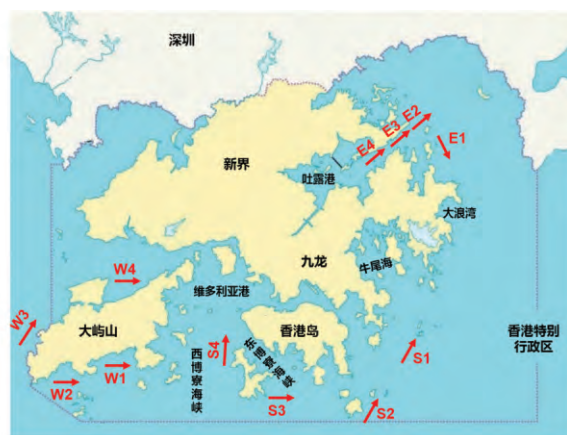 深圳
新界
E4
E3
E2
E1
吐露港
大浪湾
九龙
牛尾海
W4
维多利亚港
W3
大屿山
香港岛
香港特别
行政区
S4
东博寮海峡
西博寮海峡
S1
W1
W2
S3
S2